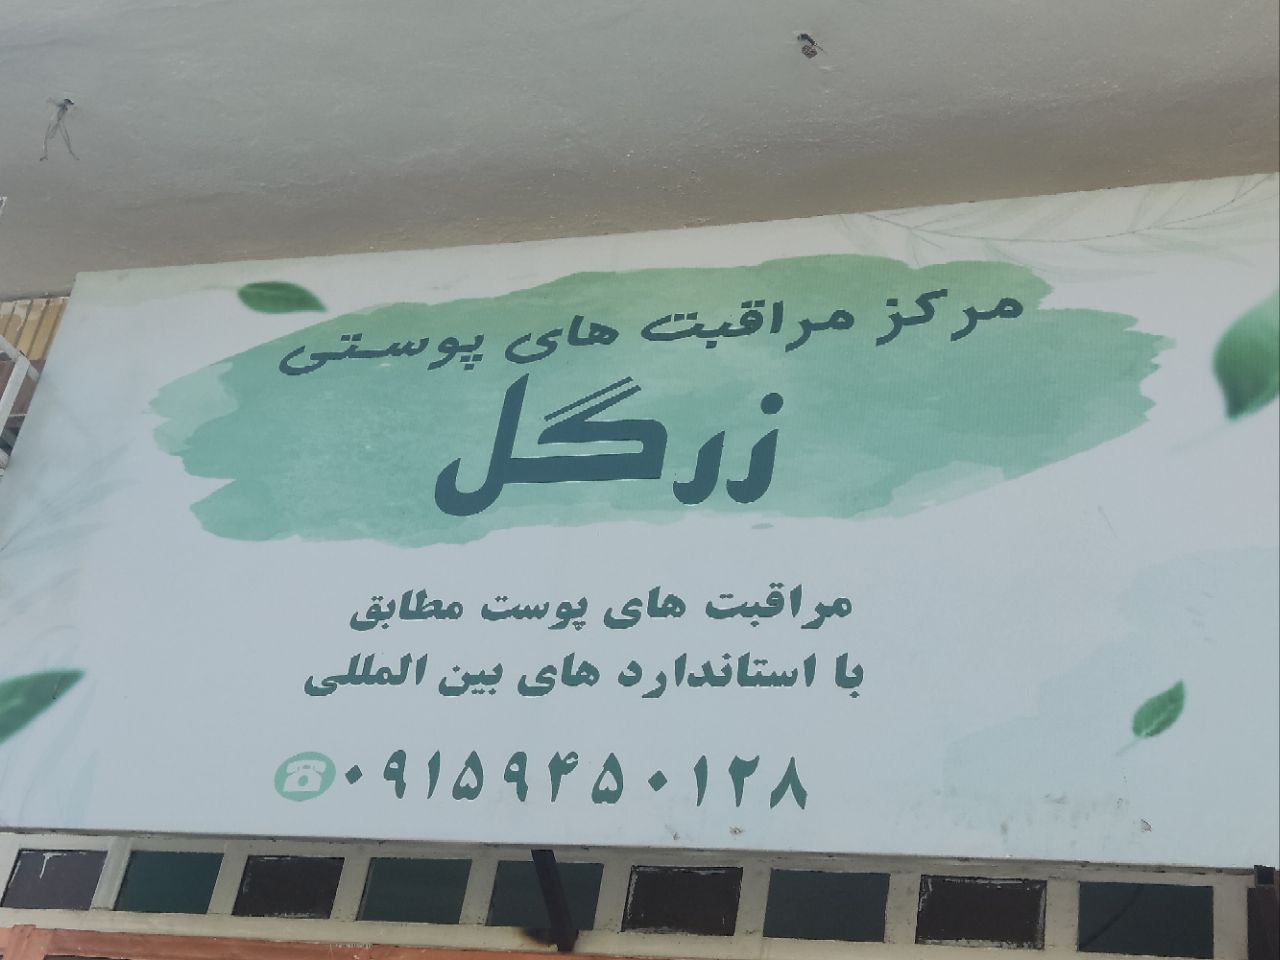 مرکز مراقبت های پوستی
زرگل
مراقبت های پوست مطابق
با استاندارد های بین المللی
۰۹۱۵۹۴۵۰۱۲۸